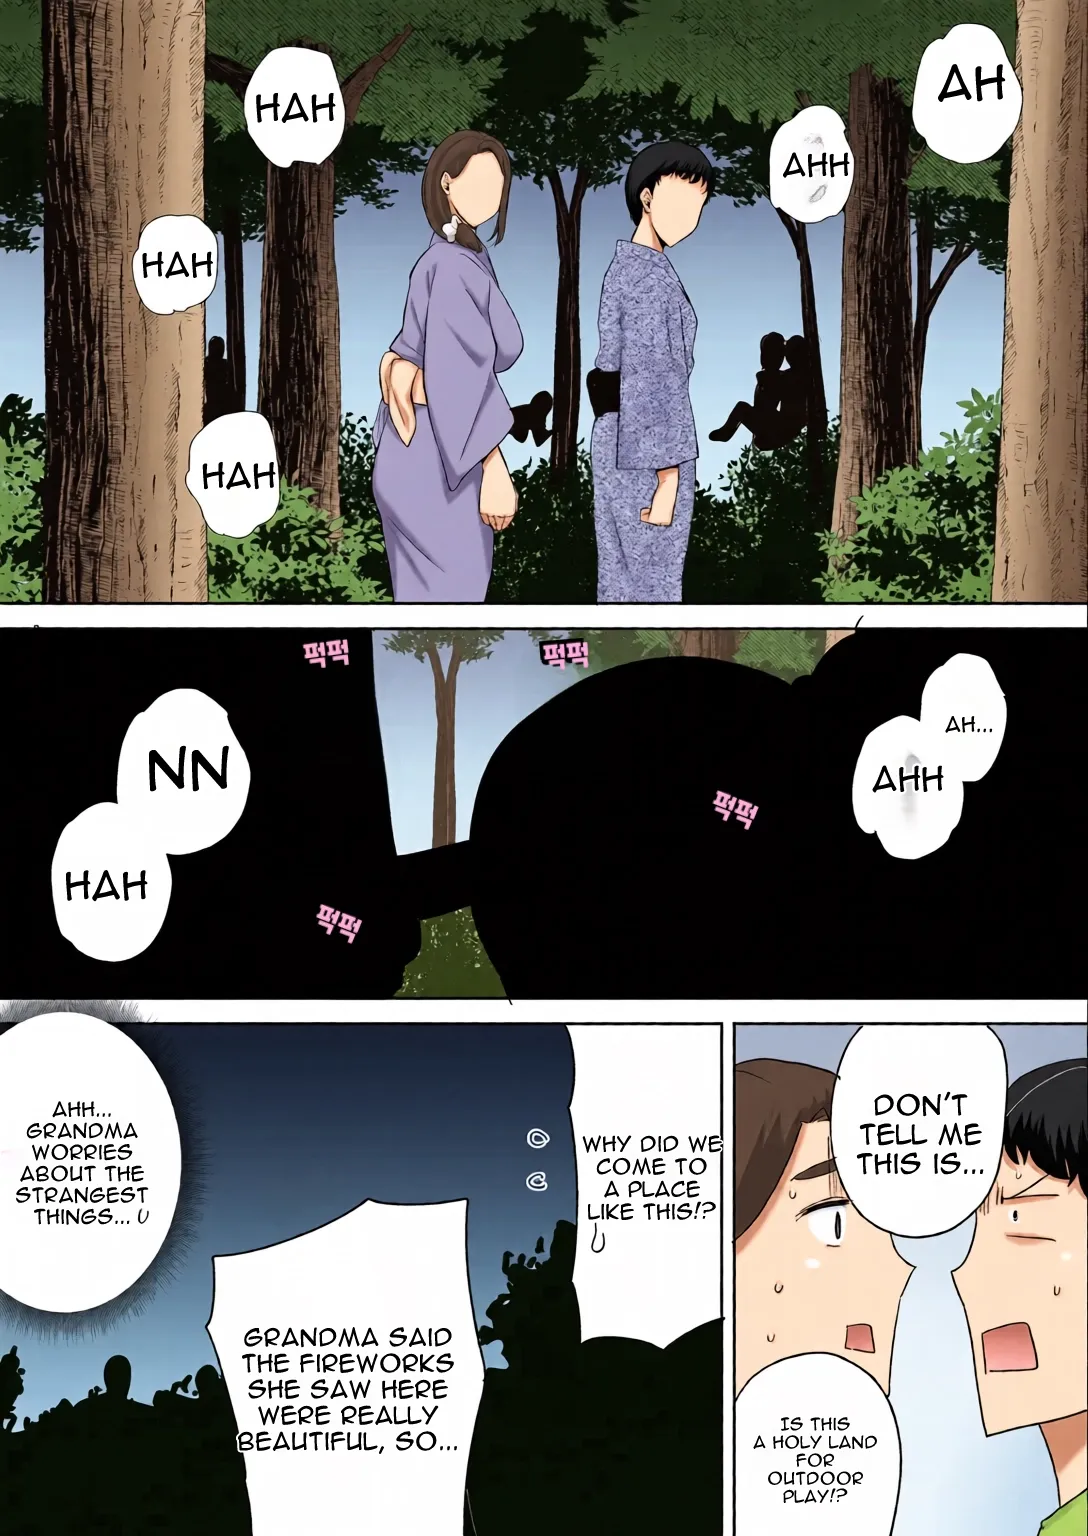 AH
AHH
HAH
HAH
HAH
퍽퍽
퍽퍽
AH...
AHH
퍽퍽
NN
HAH
퍽퍽
DON'T
TELL ME
THIS IS...
IS THIS
A HOLY LAND
FOR
OUTDOOR
PLAY!?
WHY DID WE
COME TO
A PLACE
LIKE THIS!?
GRANDMA SAID
THE FIREWORKS
SHE SAW HERE
WERE REALLY
BEAUTIFUL, SO...
AHH...
GRANDMA
WORRIES
ABOUT THE
STRANGEST
THINGS...